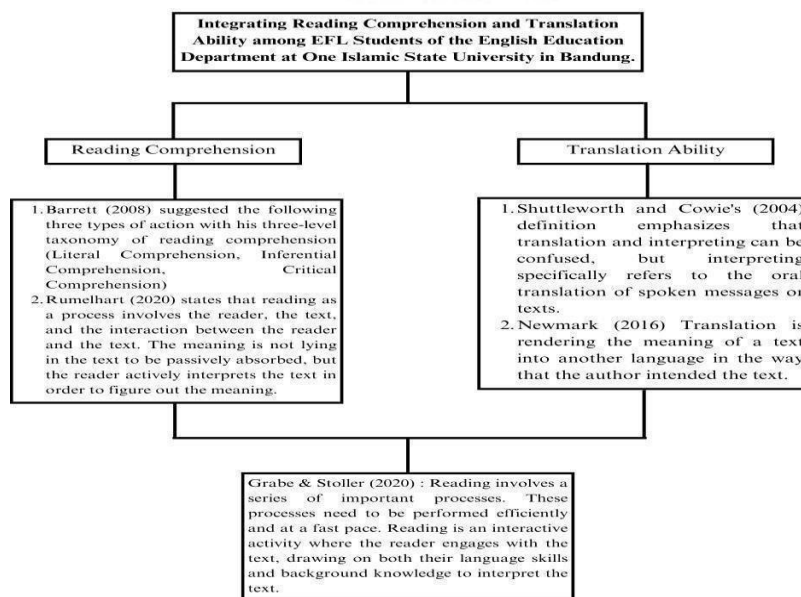 Integrating Reading Comprehension and Translation
Ability among EFL Students of the English Education
Department at One Islamic State University in Bandung.
Reading Comprehension
Translation Ability
1. Barrett (2008) suggested the following
three types of action with his three-level
taxonomy of reading comprehension
(Literal Comprehension, Inferential
Comprehension, Critical
Comprehension)
2. Rumelhart (2020) states that reading as
a process involves the reader, the text,
and the interaction between the reader
and the text. The meaning is not lying
in the text to be passively absorbed, but
the reader actively interprets the text in
order to figure out the meaning.
1. Shuttleworth and Cowie's (2004)
definition emphasizes that
translation and interpreting can be
confused, but interpreting
specifically refers to the oral
translation of spoken messages or
texts.
2. Newmark (2016) Translation is
rendering the meaning of a text
into another language in the way
that the author intended the text.
Grabe & Stoller (2020) : Reading involves a
series of important processes. These
processes need to be performed efficiently
and at a fast pace. Reading is an interactive
activity where the reader engages with the
text, drawing on both their language skills
and background knowledge to interpret the
text.